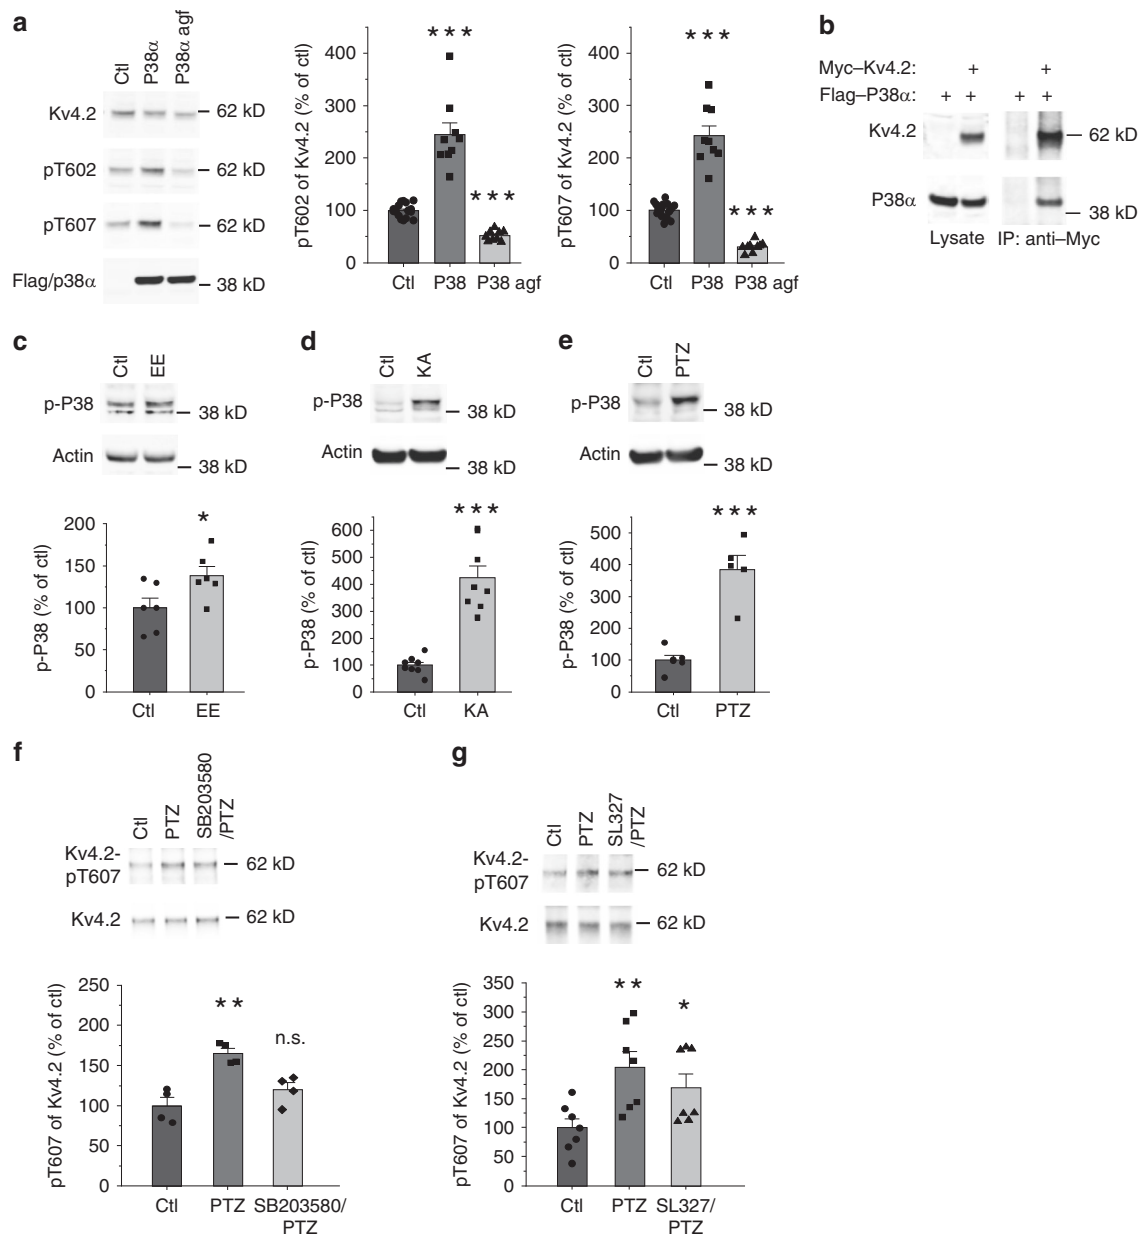 a
Ctl
P38α
P38α agf
Kv4.2
62 kD
pT602
62 kD
pT607
62 kD
Flag/p38α
38 kD
pT602 of Kv4.2 (% of ctl)
400
300
200
100
0
***
***
Ctl
P38
P38 agf
pT607 of Kv4.2 (% of ctl)
400
300
200
100
0
***
***
Ctl
P38
P38 agf
b
Myc–Kv4.2:
+
+
Flag–P38α:
+
+
+
+
Kv4.2
62 kD
P38α
38 kD
Lysate
IP: anti–Myc
c
Ctl
EE
p-P38
38 kD
Actin
38 kD
p-P38 (% of ctl)
200
150
100
50
0
*
Ctl
EE
d
Ctl
KA
p-P38
38 kD
Actin
38 kD
p-P38 (% of ctl)
600
500
400
300
200
100
0
***
Ctl
KA
e
Ctl
PTZ
p-P38
38 kD
Actin
38 kD
p-P38 (% of ctl)
500
400
300
200
100
0
***
Ctl
PTZ
f
Ctl
PTZ
SB203580
/PTZ
Kv4.2-
pT607
62 kD
Kv4.2
62 kD
pT607 of Kv4.2 (% of ctl)
250
200
150
100
50
0
**
n.s.
Ctl
PTZ
SB203580/
PTZ
g
Ctl
PTZ
SL327
/PTZ
Kv4.2-
pT607
62 kD
Kv4.2
62 kD
pT607 of Kv4.2 (% of ctl)
350
300
250
200
150
100
50
0
**
*
Ctl
PTZ
SL327/
PTZ